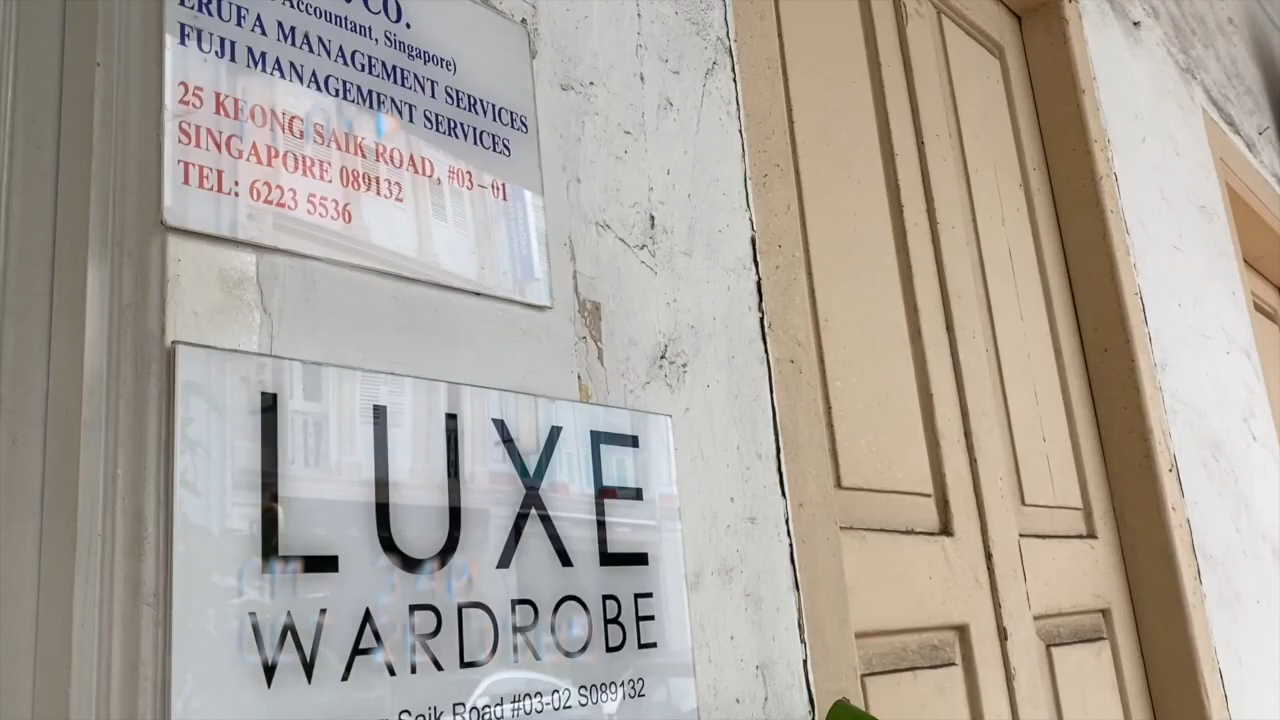 CO.
Accountant, Singapore)
ERUFA MANAGEMENT SERVICES
FUJI MANAGEMENT SERVICES
25 KEONG SAIK ROAD, #03-01
SINGAPORE 089132
TEL: 6223 5536
LUXE
WARDROBE
Saik Road #03-02 S089132